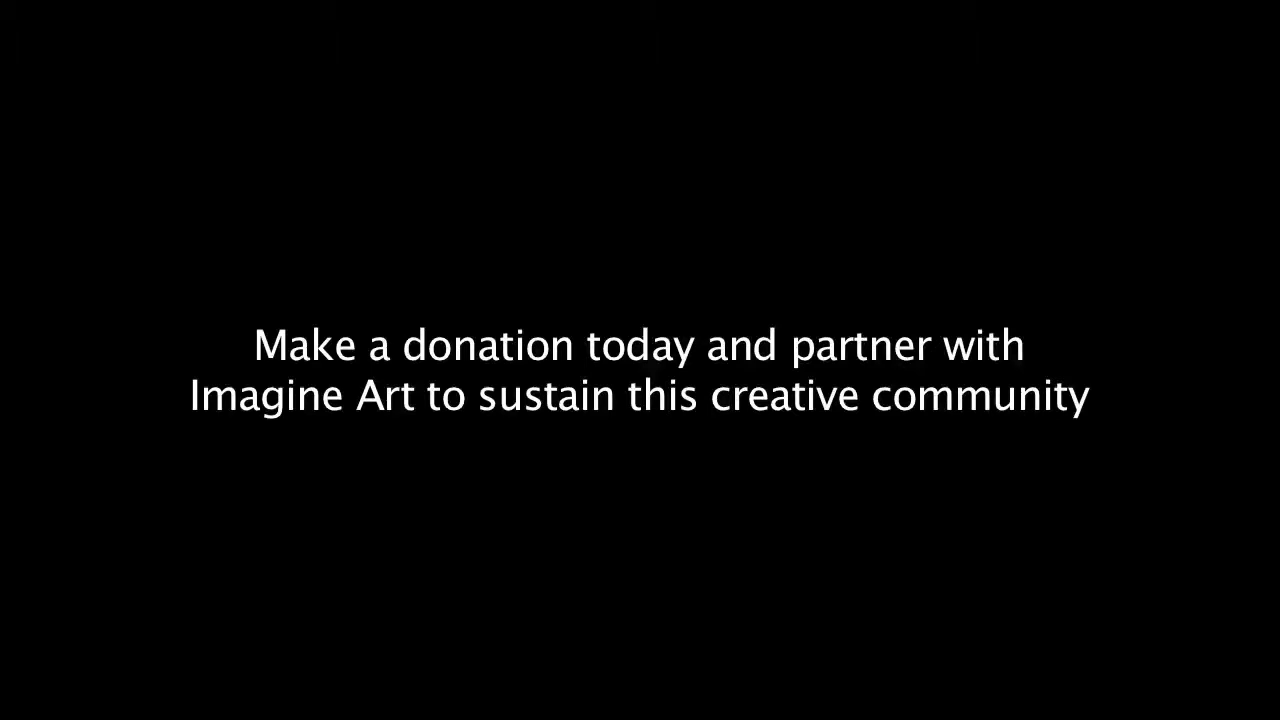 Make a donation today and partner with
Imagine Art to sustain this creative community